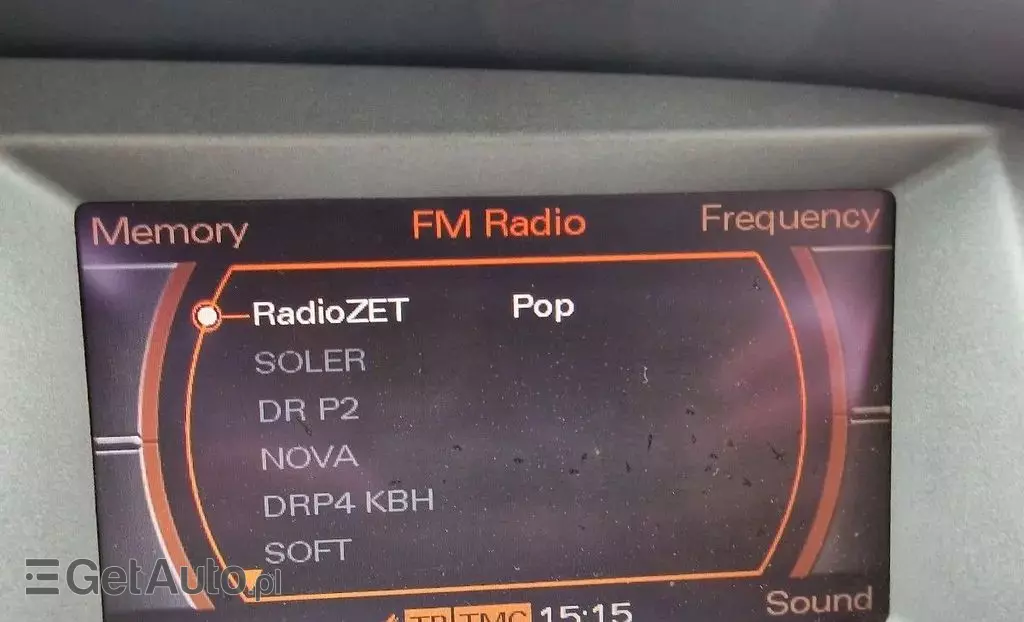 Memory FM Radio Frequency
RadioZET Pop
SOLER
DR P2
NOVA
DRP4 KBH
SOFT
GetAuto.pl
TP TMC 15:15
Sound